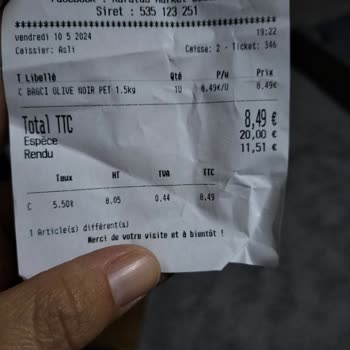 Siret : 535 123 251
vendredi 10 5 2024 19:22
Caissier: Asli Caisse: 2 - Ticket: 346
T Libellé Qté P/u Prix
C BAGCI OLIVE NOIR PET 1.5kg 1U 8,49€/U 8,49€
Total TTC 8,49 €
Espèce 20,00 €
Rendu 11,51 €
Taux HT TVA TTC
C 5.50% 8.05 0.44 8.49
1 Article(s) différent(s)
Merci de votre visite et à bientôt !